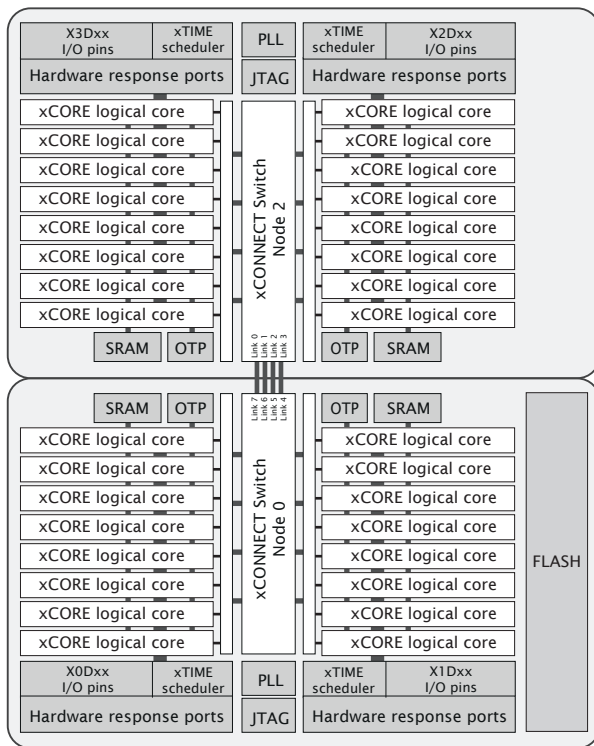 X3Dxx
I/O pins
xTIME
scheduler
PLL
xTIME
scheduler
X2Dxx
I/O pins
Hardware response ports
JTAG
Hardware response ports
xCORE logical core
xCORE logical core
xCORE logical core
xCORE logical core
xCORE logical core
xCORE logical core
xCORE logical core
xCORE logical core
xCONNECT Switch
Node 2
xCORE logical core
xCORE logical core
xCORE logical core
xCORE logical core
xCORE logical core
xCORE logical core
xCORE logical core
xCORE logical core
SRAM
OTP
Link 0
Link 1
Link 2
Link 3
OTP
SRAM
SRAM
OTP
Link 7
Link 6
Link 5
Link 4
OTP
SRAM
xCORE logical core
xCORE logical core
xCORE logical core
xCORE logical core
xCORE logical core
xCORE logical core
xCORE logical core
xCORE logical core
xCONNECT Switch
Node 0
xCORE logical core
xCORE logical core
xCORE logical core
xCORE logical core
xCORE logical core
xCORE logical core
xCORE logical core
xCORE logical core
FLASH
X0Dxx
I/O pins
xTIME
scheduler
PLL
xTIME
scheduler
X1Dxx
I/O pins
Hardware response ports
JTAG
Hardware response ports